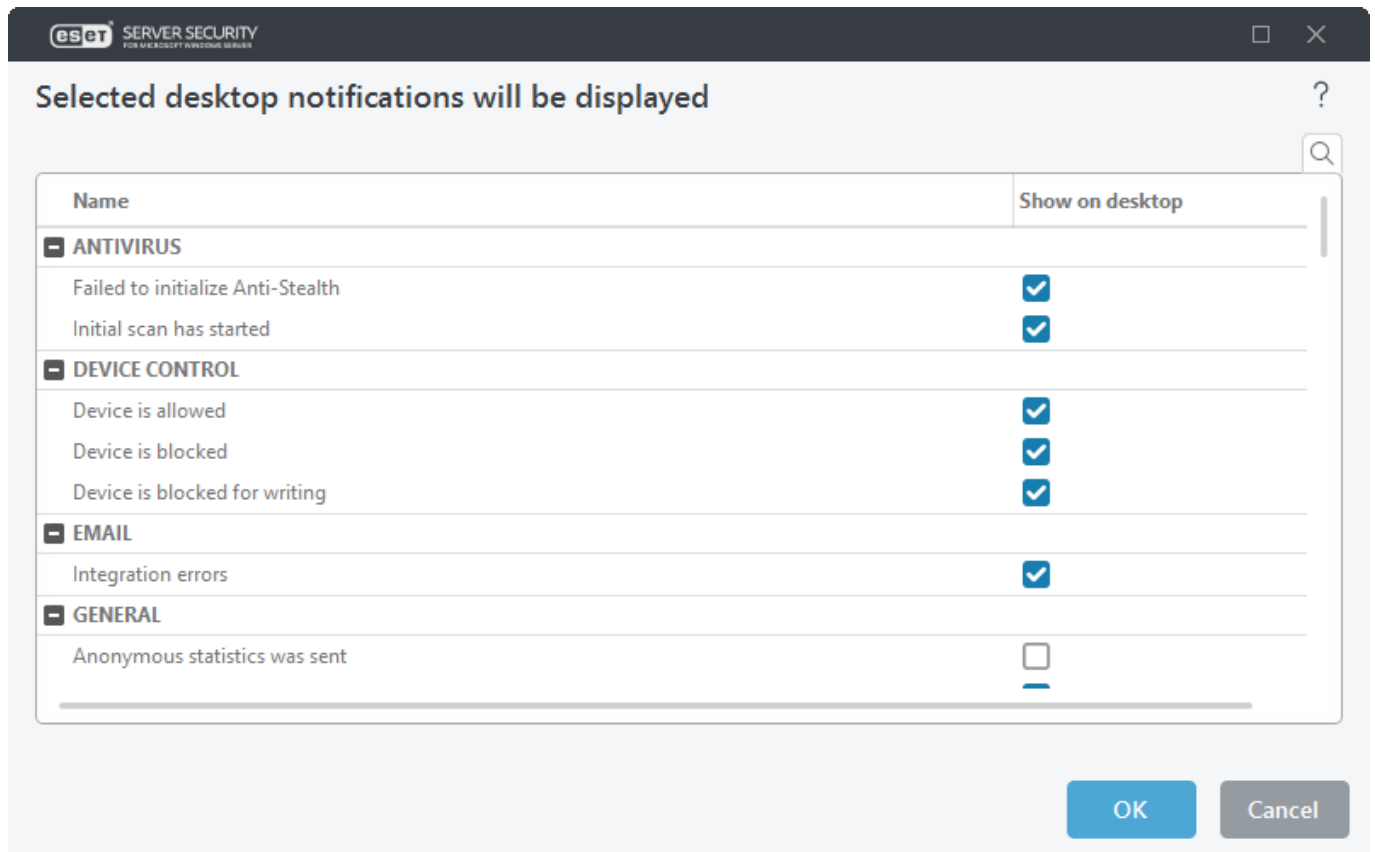 eset SERVER SECURITY
FOR MICROSOFT WINDOWS SERVER
Selected desktop notifications will be displayed
?
Name Show on desktop
ANTIVIRUS
Failed to initialize Anti-Stealth
Initial scan has started
DEVICE CONTROL
Device is allowed
Device is blocked
Device is blocked for writing
EMAIL
Integration errors
GENERAL
Anonymous statistics was sent
OK Cancel